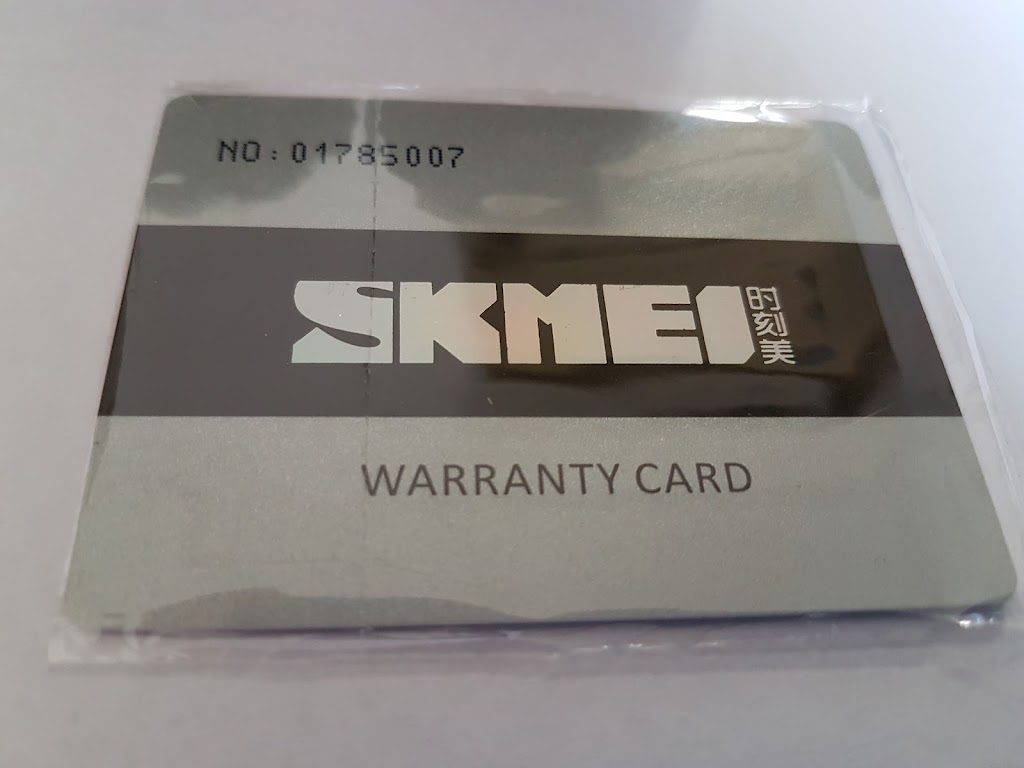 NO:01785007
SKMEI
时刻美
WARRANTY CARD